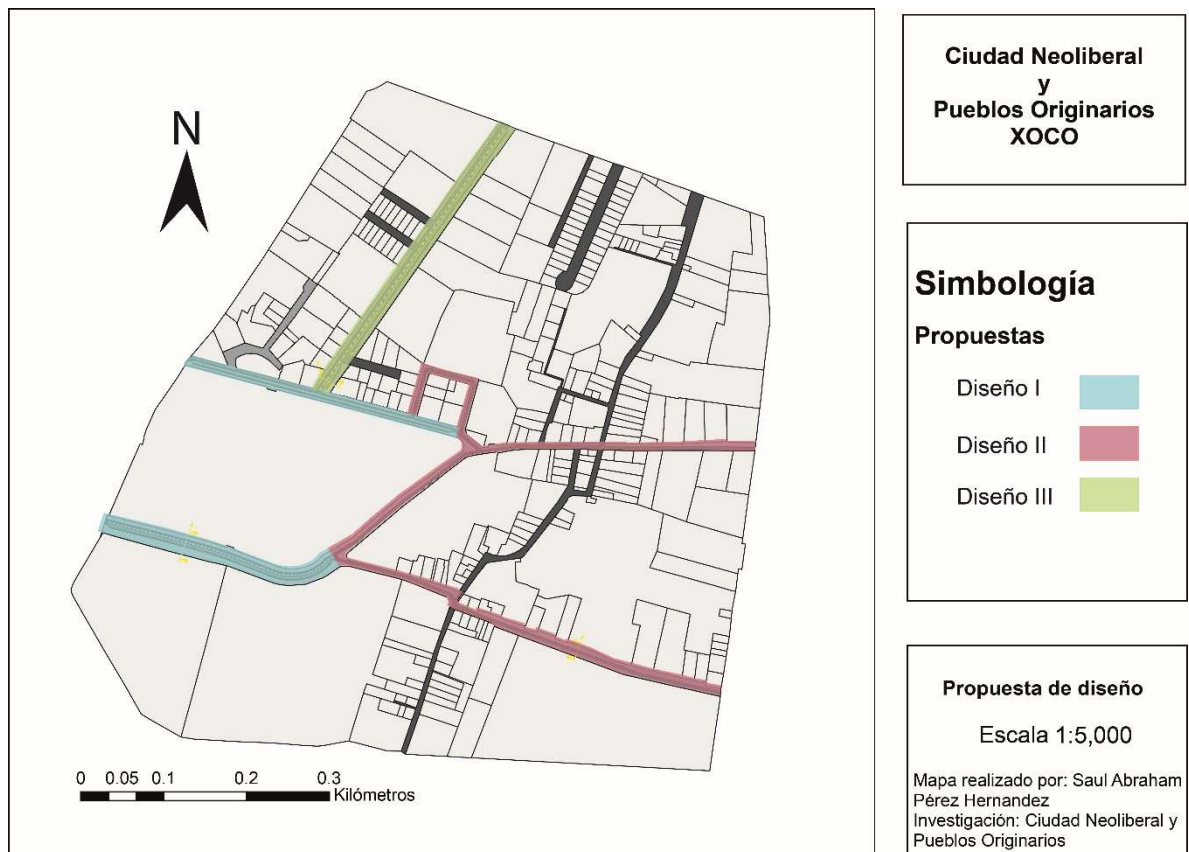 N
0 0.05 0.1 0.2 0.3
Kilómetros
Ciudad Neoliberal
y
Pueblos Originarios
XOCO
Simbología
Propuestas
Diseño I
Diseño II
Diseño III
Propuesta de diseño
Escala 1:5,000
Mapa realizado por: Saul Abraham
Pérez Hernandez
Investigación: Ciudad Neoliberal y
Pueblos Originarios